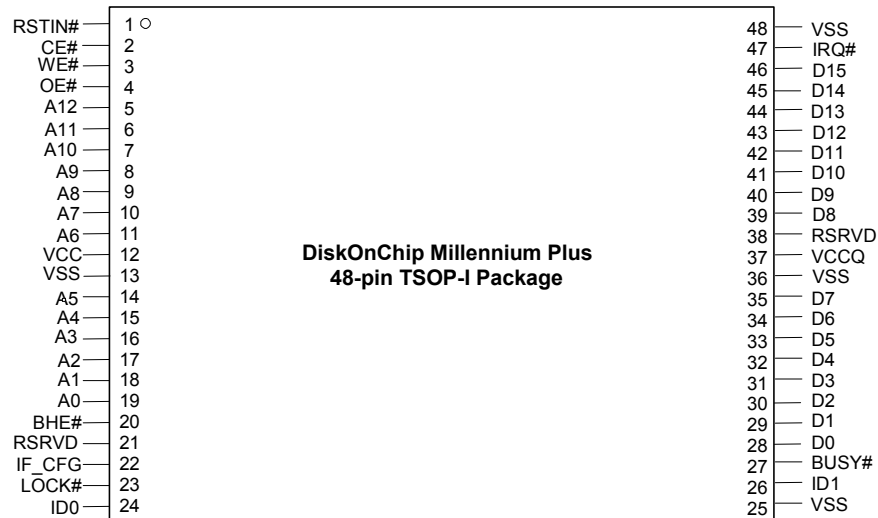 RSTIN# 1 48 VSS
CE# 2 47 IRQ#
WE# 3 46 D15
OE# 4 45 D14
A12 5 44 D13
A11 6 43 D12
A10 7 42 D11
A9 8 41 D10
A8 9 40 D9
A7 10 39 D8
A6 11 38 RSRVD
VCC 12 37 VCCQ
VSS 13 36 VSS
DiskOnChip Millennium Plus
48-pin TSOP-I Package
A5 14 35 D7
A4 15 34 D6
A3 16 33 D5
A2 17 32 D4
A1 18 31 D3
A0 19 30 D2
BHE# 20 29 D1
RSRVD 21 28 D0
IF_CFG 22 27 BUSY#
LOCK# 23 26 ID1
ID0 24 25 VSS